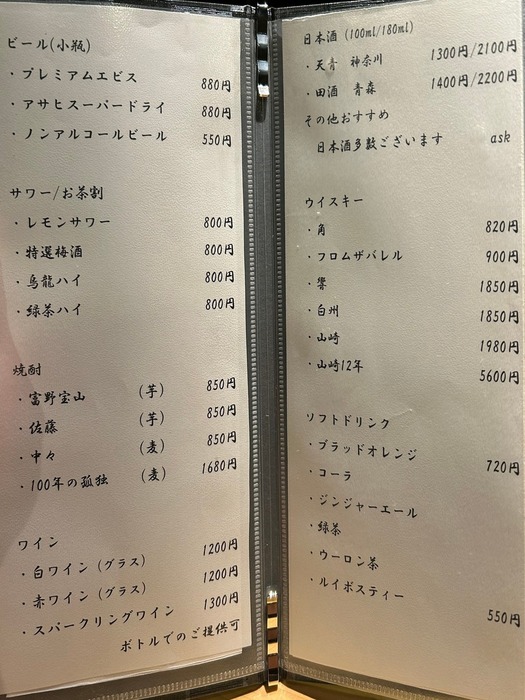 ビール(小瓶)
・プレミアムエビス 880円
・アサヒスーパードライ 880円
・ノンアルコールビール 550円
サワー/お茶割
・レモンサワー 800円
・特選梅酒 800円
・烏龍ハイ 800円
・緑茶ハイ 800円
焼酎
・富野宝山 (芋) 850円
・佐藤 (芋) 850円
・中々 (麦) 850円
・100年の孤独 (麦) 1680円
ワイン
・白ワイン (グラス) 1200円
・赤ワイン (グラス) 1200円
・スパークリングワイン 1300円
ボトルでのご提供可
日本酒 (100ml/180ml)
・天青 神奈川 1300円/2100円
・田酒 青森 1400円/2200円
その他おすすめ
日本酒多数ございます ask
ウイスキー
・角 820円
・フロムザバレル 900円
・響 1850円
・白州 1850円
・山崎 1980円
・山崎12年 5600円
ソフトドリンク
・ブラッドオレンジ 720円
・コーラ
・ジンジャーエール
・緑茶
・ウーロン茶
・ルイボスティー
550円